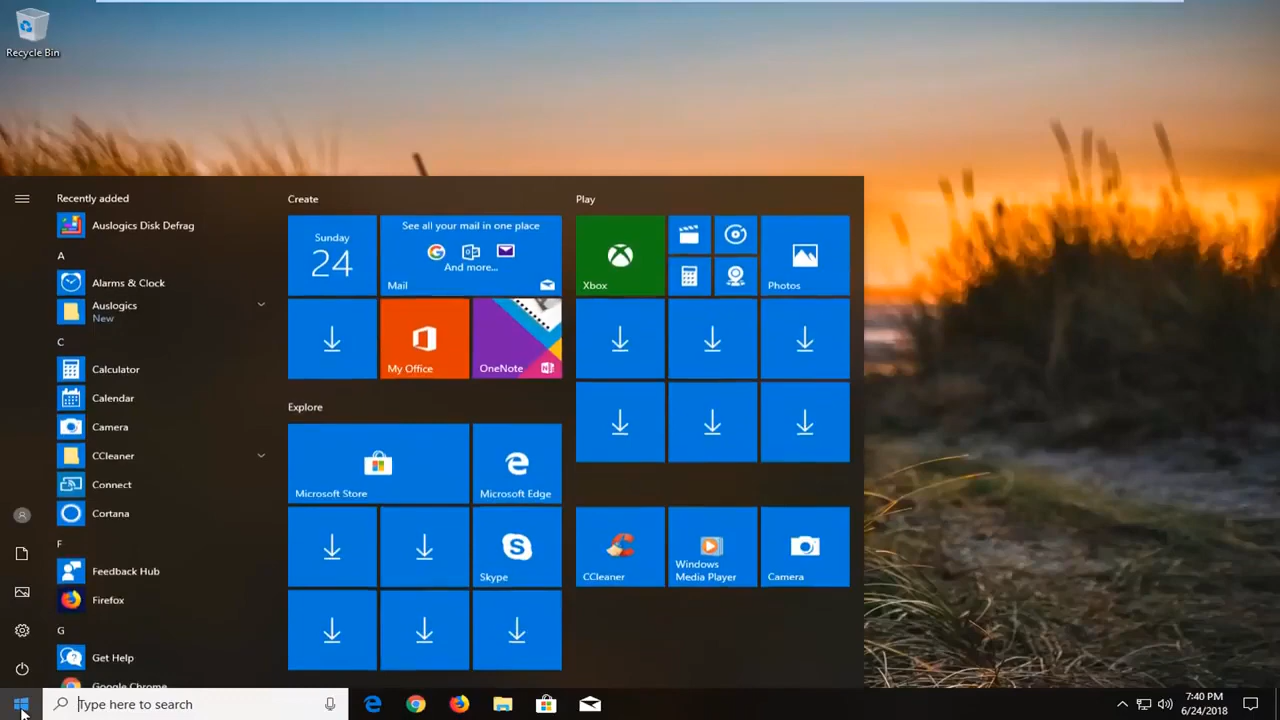 Recycle Bin
Recently added
Auslogics Disk Defrag
A
Alarms & Clock
Auslogics
New
C
Calculator
Calendar
Camera
CCleaner
Connect
Cortana
F
Feedback Hub
Firefox
G
Get Help
Google Chrome
Create
Sunday
24
See all your mail in one place
And more...
Mail
My Office
OneNote
Explore
Microsoft Store
Microsoft Edge
Skype
Play
Xbox
Photos
CCleaner
Windows
Media Player
Camera
Type here to search
7:40 PM
6/24/2018